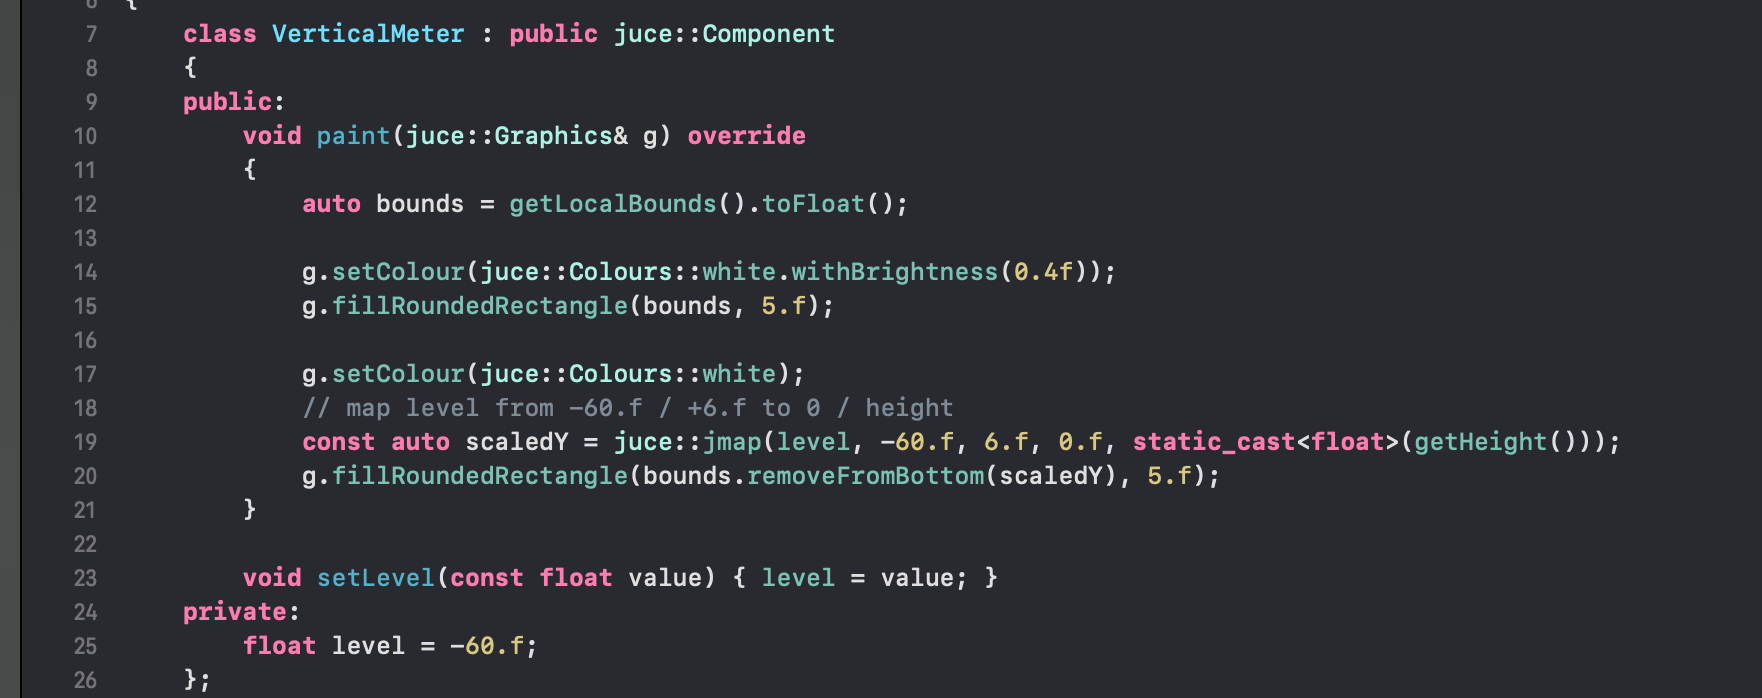 6 {
7 class VerticalMeter : public juce::Component
8 {
9 public:
10 void paint(juce::Graphics& g) override
11 {
12 auto bounds = getLocalBounds().toFloat();
13
14 g.setColour(juce::Colours::white.withBrightness(0.4f));
15 g.fillRoundedRectangle(bounds, 5.f);
16
17 g.setColour(juce::Colours::white);
18 // map level from -60.f / +6.f to 0 / height
19 const auto scaledY = juce::jmap(level, -60.f, 6.f, 0.f, static_cast<float>(getHeight()));
20 g.fillRoundedRectangle(bounds.removeFromBottom(scaledY), 5.f);
21 }
22
23 void setLevel(const float value) { level = value; }
24 private:
25 float level = -60.f;
26 };